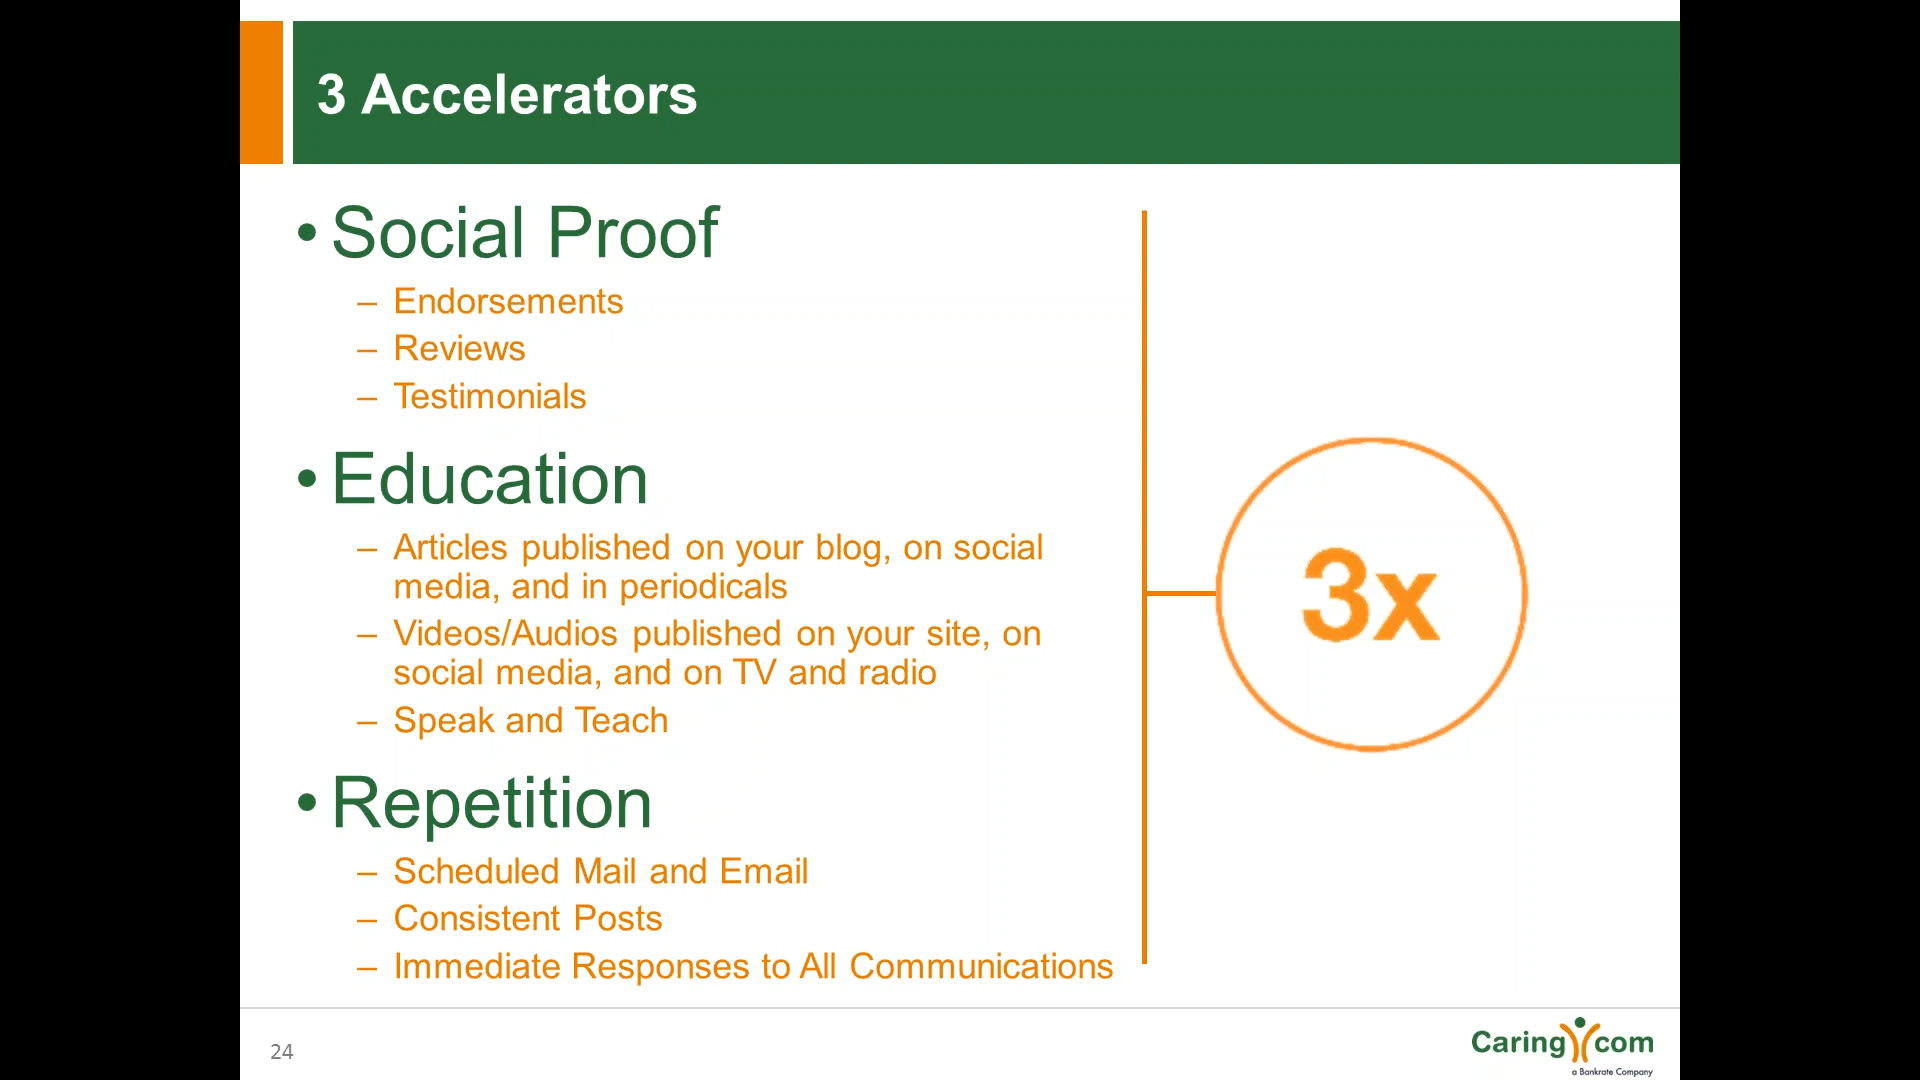 3 Accelerators
• Social Proof
– Endorsements
– Reviews
– Testimonials
• Education
– Articles published on your blog, on social
media, and in periodicals
– Videos/Audios published on your site, on
social media, and on TV and radio
– Speak and Teach
• Repetition
– Scheduled Mail and Email
– Consistent Posts
– Immediate Responses to All Communications
3x
24
Caring com
a Bankrate Company